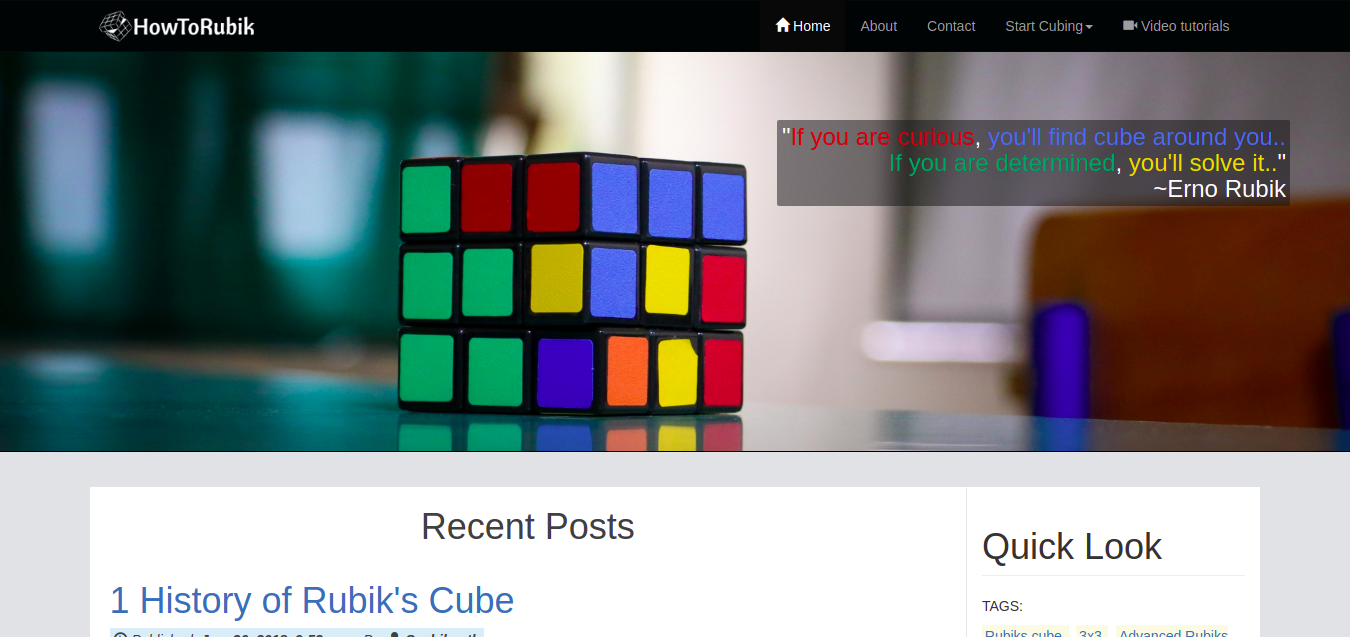 HowToRubik
Home About Contact Start Cubing Video tutorials
"If you are curious, you'll find cube around you..
If you are determined, you'll solve it.."
~Erno Rubik
Recent Posts
Quick Look
1 History of Rubik's Cube
TAGS:
Rubiks cube 3x3 Advanced Rubiks